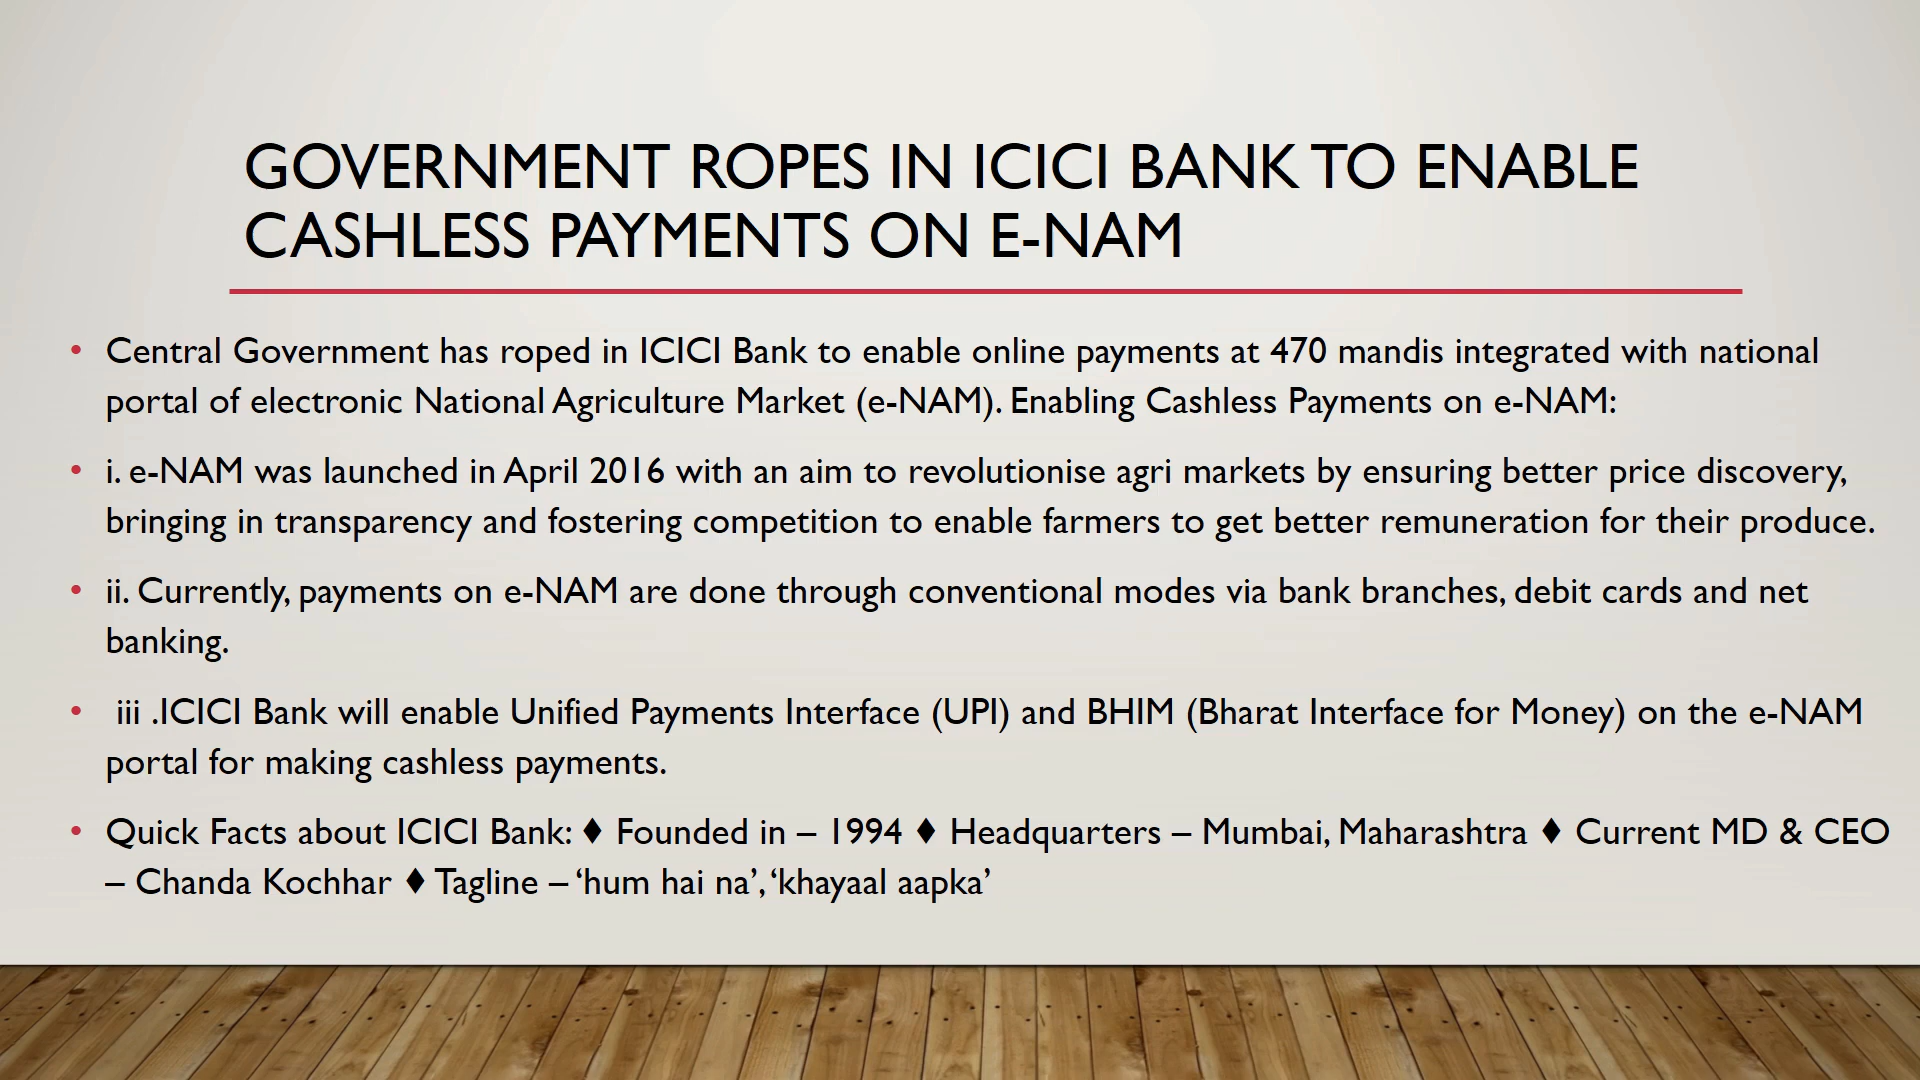 GOVERNMENT ROPES IN ICICI BANK TO ENABLE
CASHLESS PAYMENTS ON E-NAM
• Central Government has roped in ICICI Bank to enable online payments at 470 mandis integrated with national
portal of electronic National Agriculture Market (e-NAM). Enabling Cashless Payments on e-NAM:
• i. e-NAM was launched in April 2016 with an aim to revolutionise agri markets by ensuring better price discovery,
bringing in transparency and fostering competition to enable farmers to get better remuneration for their produce.
• ii. Currently, payments on e-NAM are done through conventional modes via bank branches, debit cards and net
banking.
• iii .ICICI Bank will enable Unified Payments Interface (UPI) and BHIM (Bharat Interface for Money) on the e-NAM
portal for making cashless payments.
• Quick Facts about ICICI Bank: ♦ Founded in – 1994 ♦ Headquarters – Mumbai, Maharashtra ♦ Current MD & CEO
– Chanda Kochhar ♦ Tagline – ‘hum hai na’, ‘khayaal aapka’